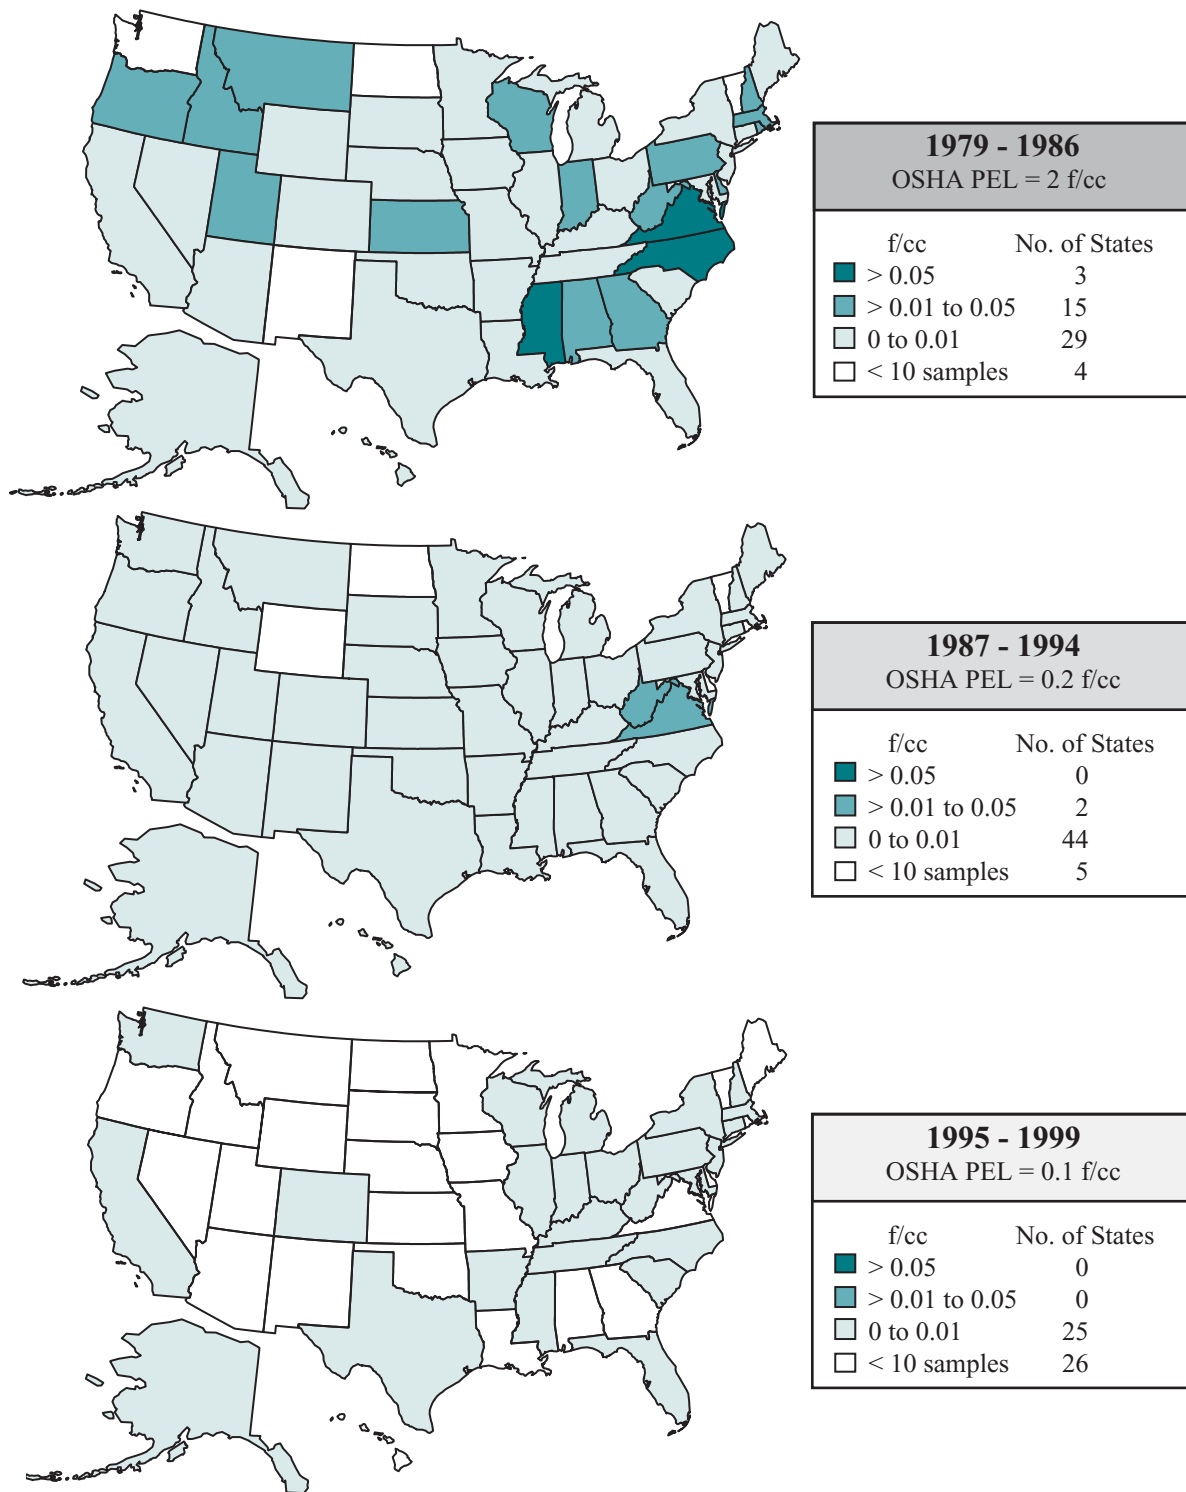 1979 - 1986
OSHA PEL = 2 f/cc
f/cc No. of States
> 0.05 3
> 0.01 to 0.05 15
0 to 0.01 29
< 10 samples 4
1987 - 1994
OSHA PEL = 0.2 f/cc
f/cc No. of States
> 0.05 0
> 0.01 to 0.05 2
0 to 0.01 44
< 10 samples 5
1995 - 1999
OSHA PEL = 0.1 f/cc
f/cc No. of States
> 0.05 0
> 0.01 to 0.05 0
0 to 0.01 25
< 10 samples 26